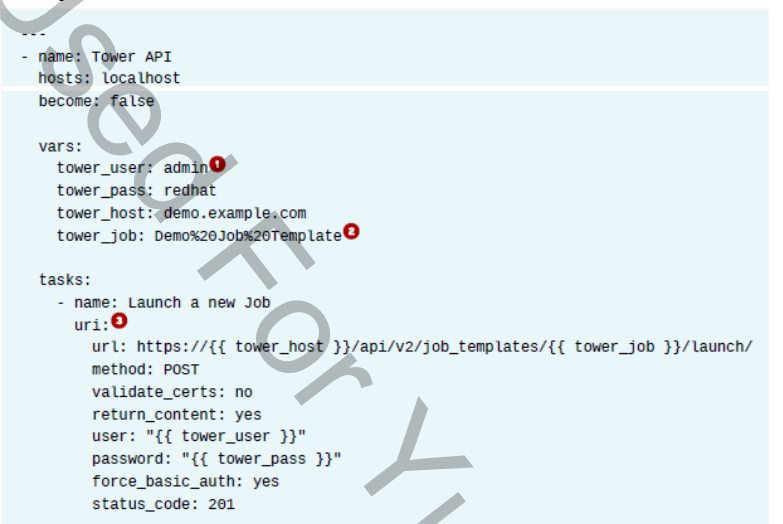 ---
- name: Tower API
  hosts: localhost
  become: false

  vars:
    tower_user: admin 1
    tower_pass: redhat
    tower_host: demo.example.com
    tower_job: Demo%20Job%20Template 2

  tasks:
    - name: Launch a new Job
      uri: 3
        url: https://{{ tower_host }}/api/v2/job_templates/{{ tower_job }}/launch/
        method: POST
        validate_certs: no
        return_content: yes
        user: "{{ tower_user }}"
        password: "{{ tower_pass }}"
        force_basic_auth: yes
        status_code: 201